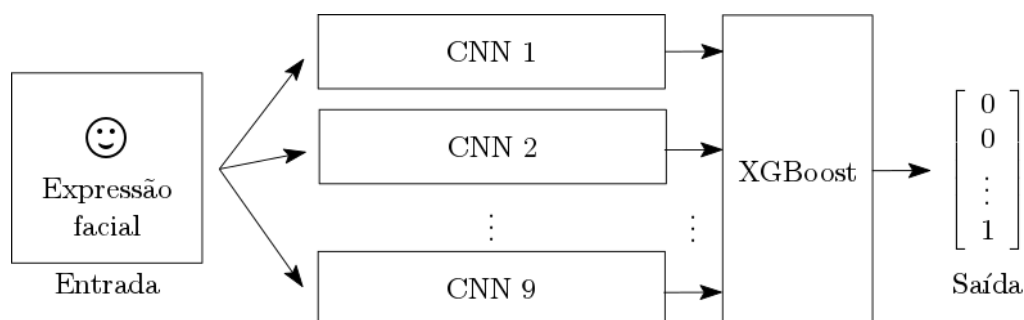 Expressão
facial
Entrada
CNN 1
CNN 2
⋮
⋮
CNN 9
XGBoost
0
0
⋮
1
Saída